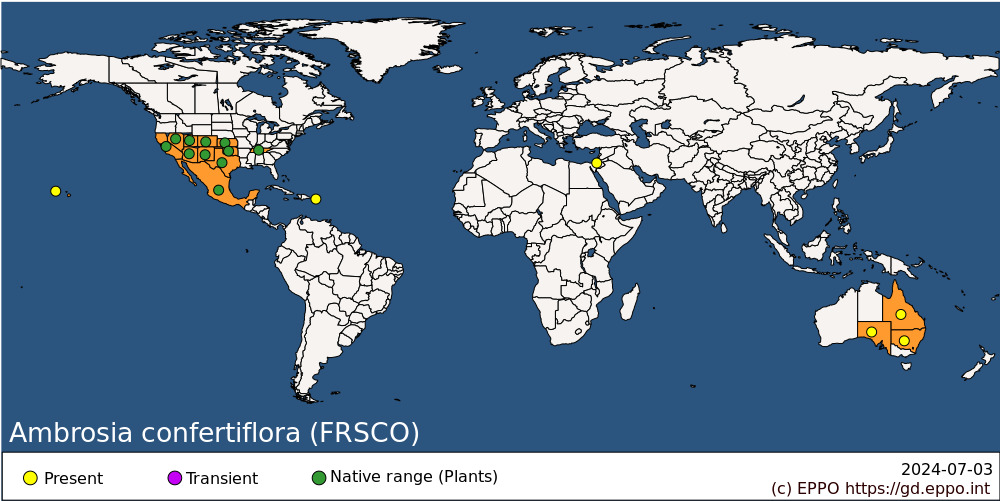 Ambrosia confertiflora (FRSCO)
Present
Transient
Native range (Plants)
2024-07-03
(c) EPPO https://gd.eppo.int